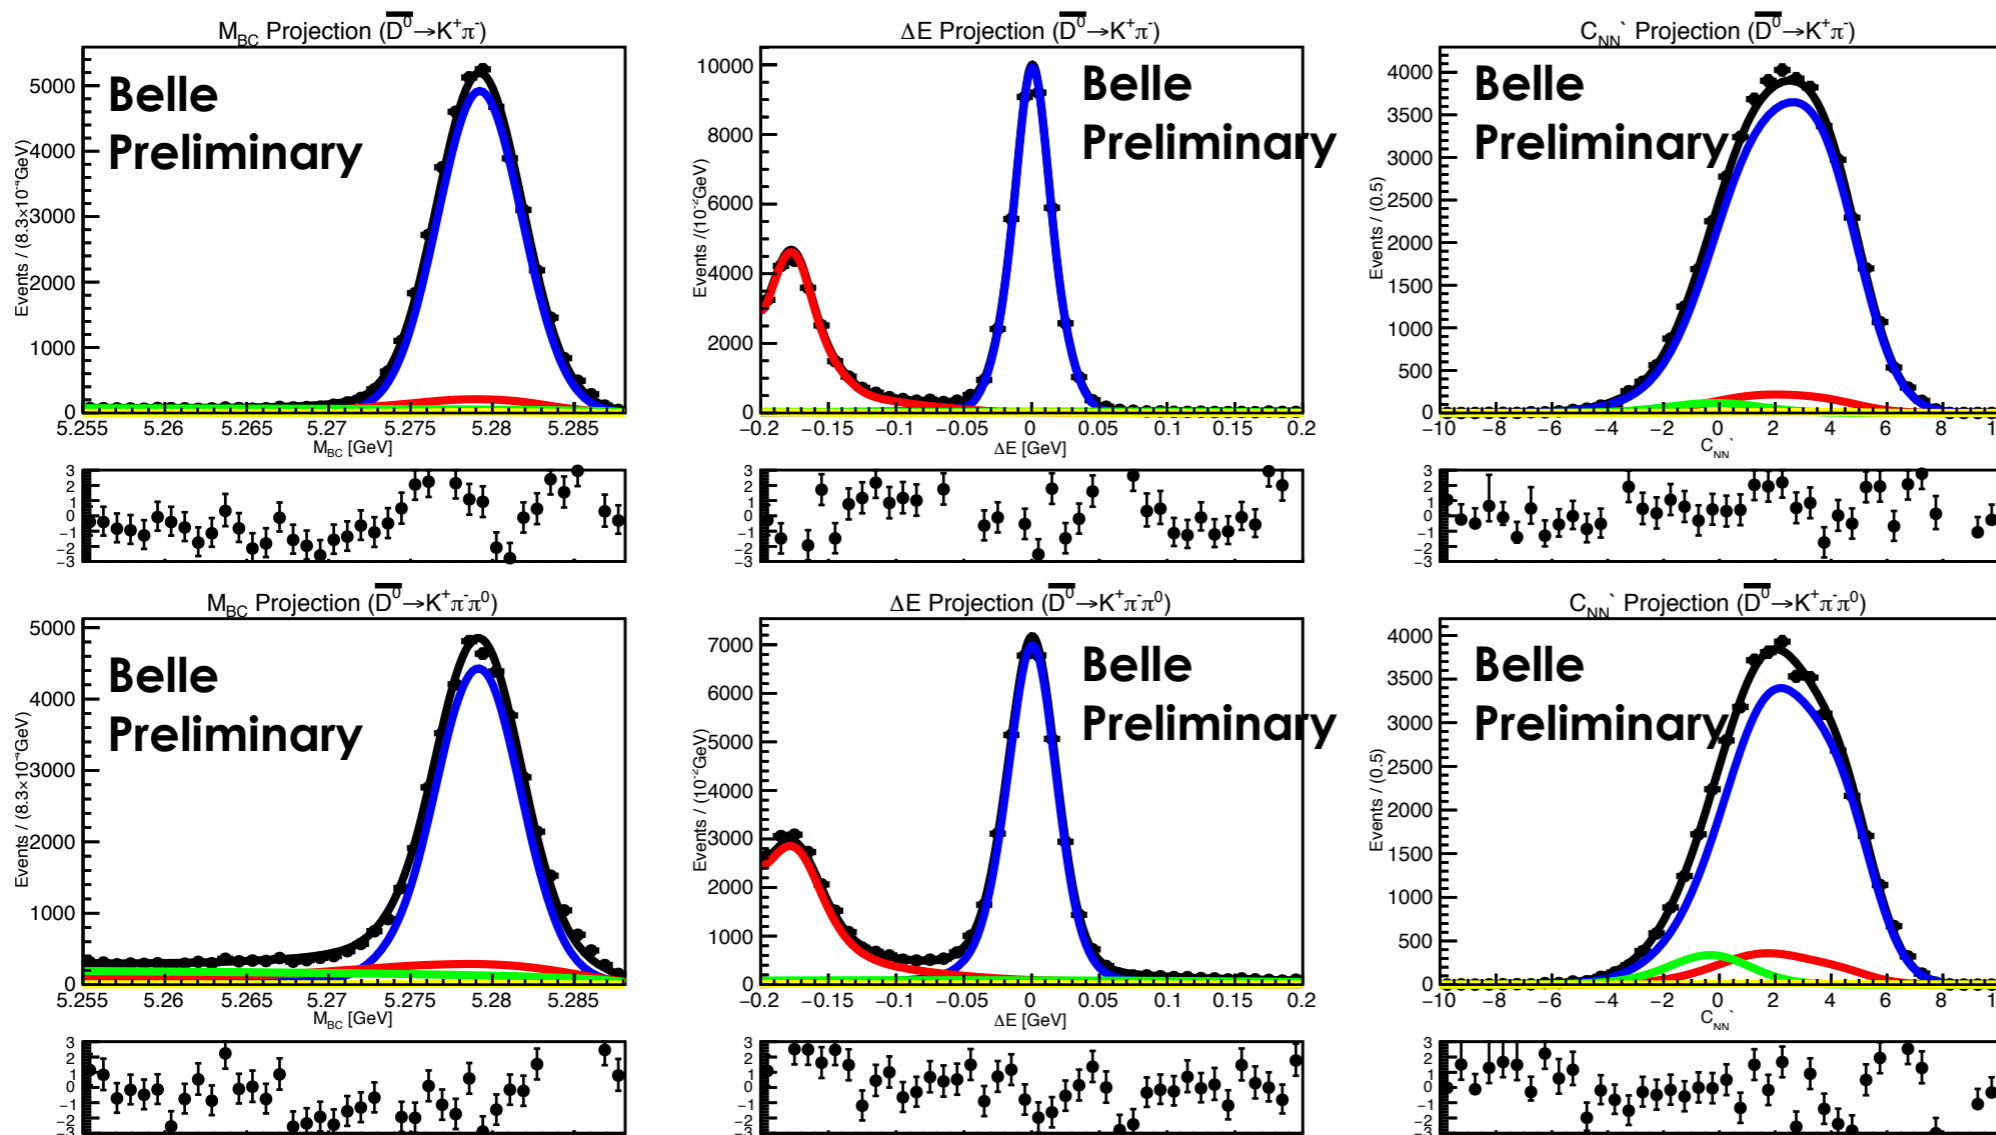 M_BC Projection (D̅⁰→K⁺π⁻)
Belle
Preliminary
Events / (8.3×10⁻⁴GeV)
5000
4000
3000
2000
1000
0
5.255 5.26 5.265 5.27 5.275 5.28 5.285
M_BC [GeV]
3
2
1
0
−1
−2
−3
ΔE Projection (D̅⁰→K⁺π⁻)
Belle
Preliminary
Events /(10⁻²GeV)
10000
8000
6000
4000
2000
0
−0.2 −0.15 −0.1 −0.05 0 0.05 0.1 0.15 0.2
ΔE [GeV]
3
2
1
0
−1
−2
−3
C_NN` Projection (D̅⁰→K⁺π⁻)
Belle
Preliminary
Events / (0.5)
4000
3500
3000
2500
2000
1500
1000
500
0
−10 −8 −6 −4 −2 0 2 4 6 8
C_NN`
3
2
1
0
−1
−2
−3
M_BC Projection (D̅⁰→K⁺π⁻π⁰)
Belle
Preliminary
Events / (8.3×10⁻⁴GeV)
5000
4000
3000
2000
1000
0
5.255 5.26 5.265 5.27 5.275 5.28 5.285
M_BC [GeV]
3
2
1
0
−1
−2
−3
ΔE Projection (D̅⁰→K⁺π⁻π⁰)
Belle
Preliminary
Events / (10⁻²GeV)
7000
6000
5000
4000
3000
2000
1000
0
−0.2 −0.15 −0.1 −0.05 0 0.05 0.1 0.15 0.2
ΔE [GeV]
3
2
1
0
−1
−2
−3
C_NN` Projection (D̅⁰→K⁺π⁻π⁰)
Belle
Preliminary
Events / (0.5)
4000
3500
3000
2500
2000
1500
1000
500
0
−10 −8 −6 −4 −2 0 2 4 6 8
C_NN`
3
2
1
0
−1
−2
−3